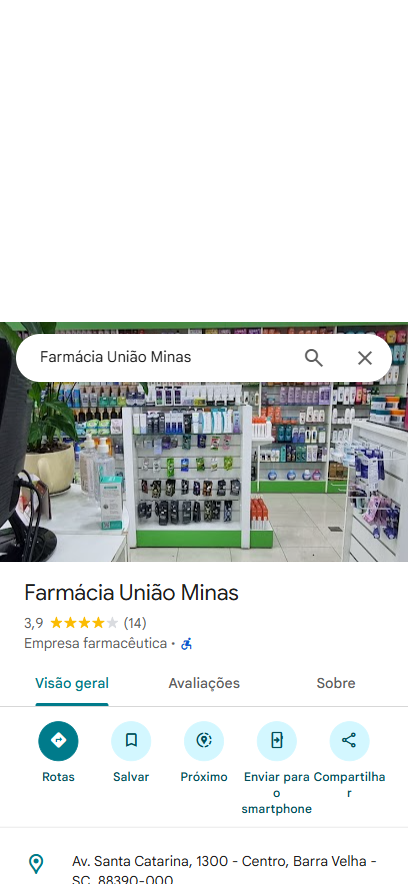 Farmácia União Minas
Farmácia União Minas
3,9 (14)
Empresa farmacêutica ·
Visão geral Avaliações Sobre
Rotas Salvar Próximo Enviar para Compartilha
o r
smartphone
Av. Santa Catarina, 1300 - Centro, Barra Velha -
SC, 88390-000